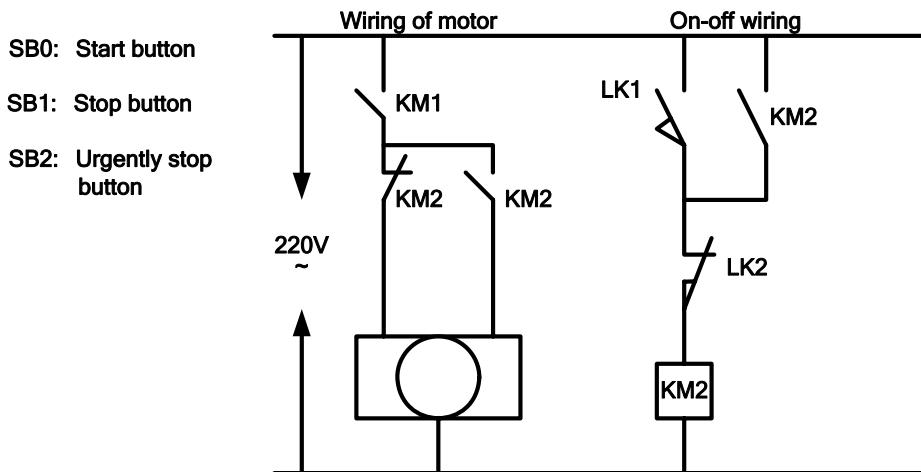 Wiring of motor
On-off wiring
SB0: Start button
SB1: Stop button
SB2: Urgently stop
button
KM1
LK1
KM2
KM2
KM2
220V
~
LK2
KM2